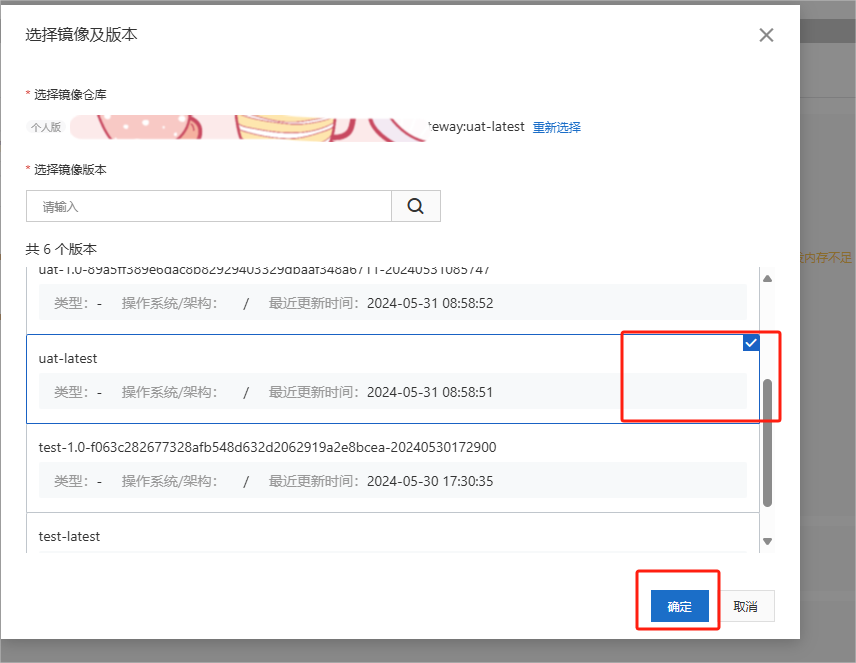 选择镜像及版本
* 选择镜像仓库
个人版 teway:uat-latest 重新选择
* 选择镜像版本
请输入
共 6 个版本
uat-1.0-89a5ff389e6dac8b82929403329dbaaf348a6711-20240531085747
类型: - 操作系统/架构: / 最近更新时间: 2024-05-31 08:58:52
uat-latest
类型: - 操作系统/架构: / 最近更新时间: 2024-05-31 08:58:51
test-1.0-f063c282677328afb548d632d2062919a2e8bcea-20240530172900
类型: - 操作系统/架构: / 最近更新时间: 2024-05-30 17:30:35
test-latest
内存不足
确定 取消